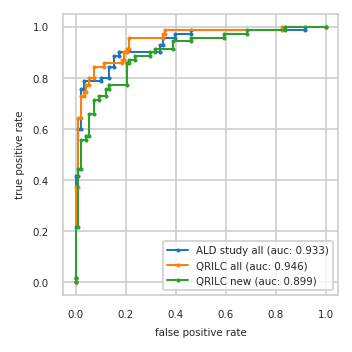 1.0
0.8
0.6
0.4
0.2
0.0
true positive rate
ALD study all (auc: 0.933)
QRILC all (auc: 0.946)
QRILC new (auc: 0.899)
0.0 0.2 0.4 0.6 0.8 1.0
false positive rate